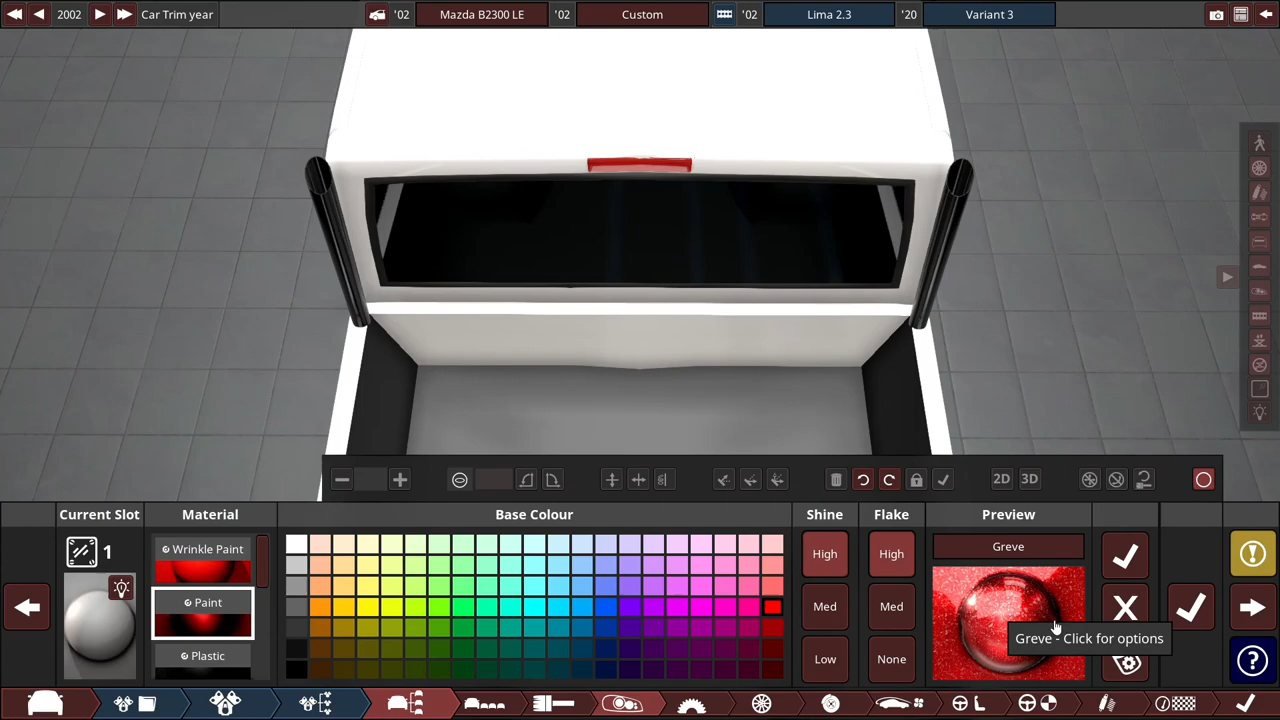 2002 Car Trim year '02 Mazda B2300 LE '02 Custom '02 Lima 2.3 '20 Variant 3
2D 3D
Current Slot Material Base Colour Shine Flake Preview
1
Wrinkle Paint
Paint
Plastic
High
Med
Low
High
Med
None
Greve
Greve - Click for options